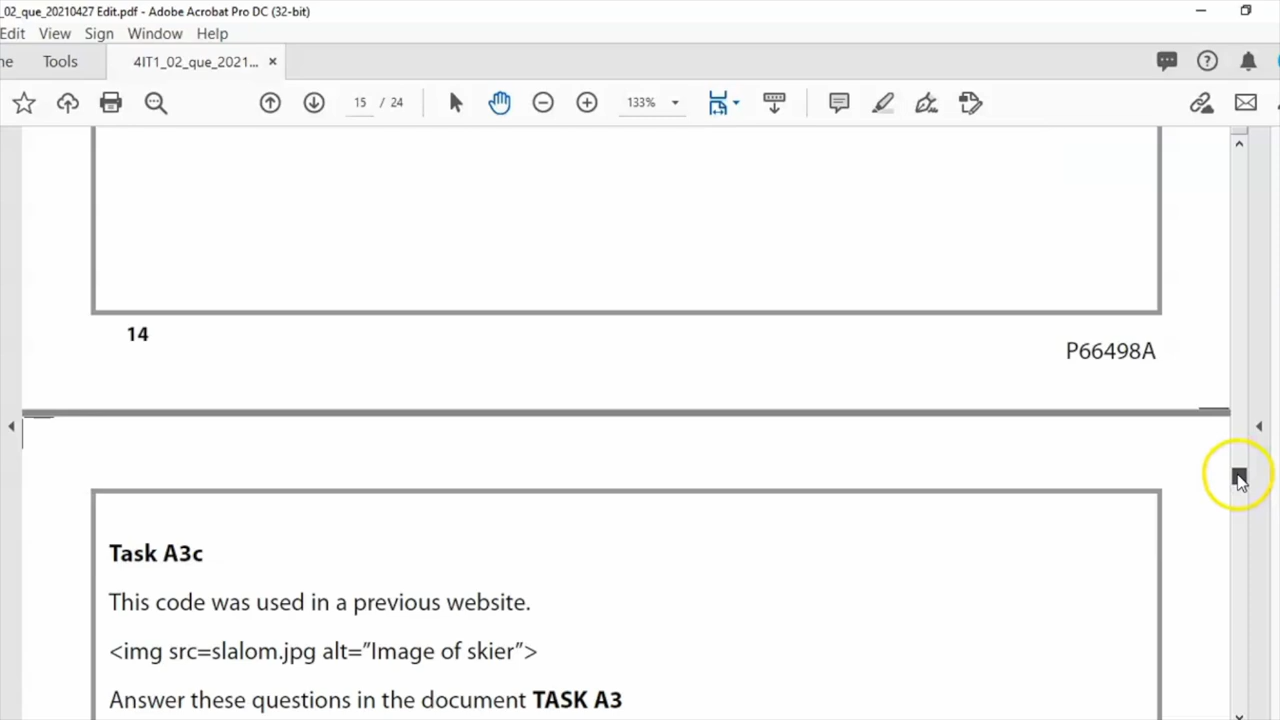 _02_que_20210427 Edit.pdf - Adobe Acrobat Pro DC (32-bit)
Edit View Sign Window Help
ne Tools 4IT1_02_que_2021... ×
15 / 24 133%
14
P66498A
Task A3c
This code was used in a previous website.
<img src=slalom.jpg alt=”Image of skier”>
Answer these questions in the document TASK A3